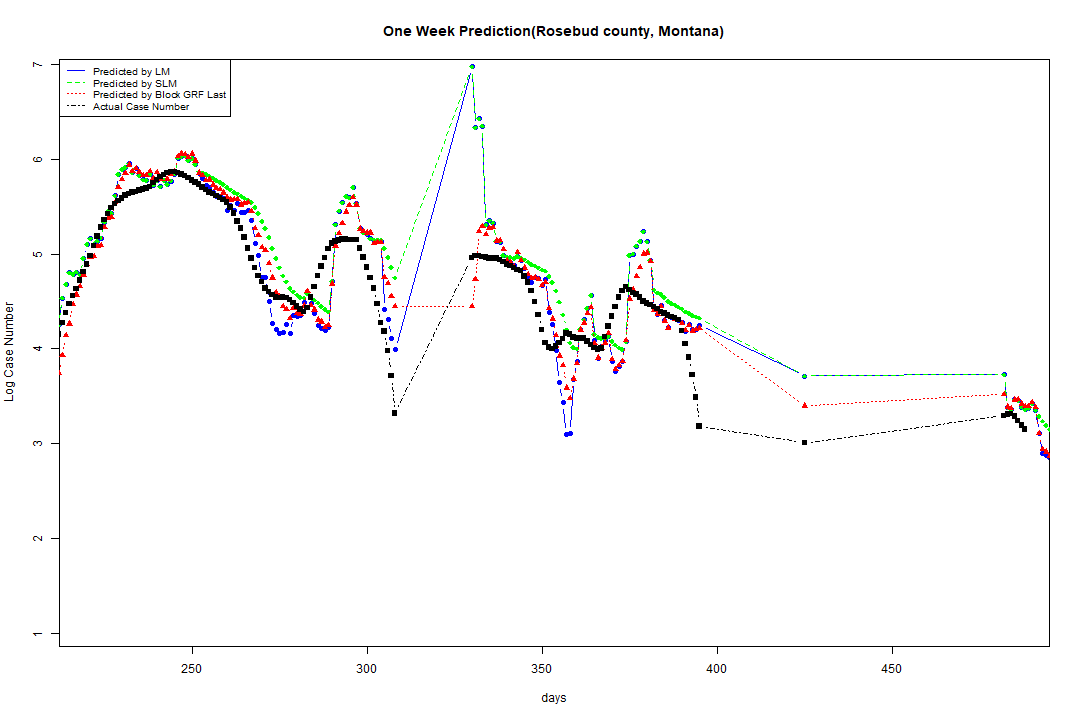 One Week Prediction(Rosebud county, Montana)
Predicted by LM
Predicted by SLM
Predicted by Block GRF Last
Actual Case Number
Log Case Number
7
6
5
4
3
2
1
250 300 350 400 450
days